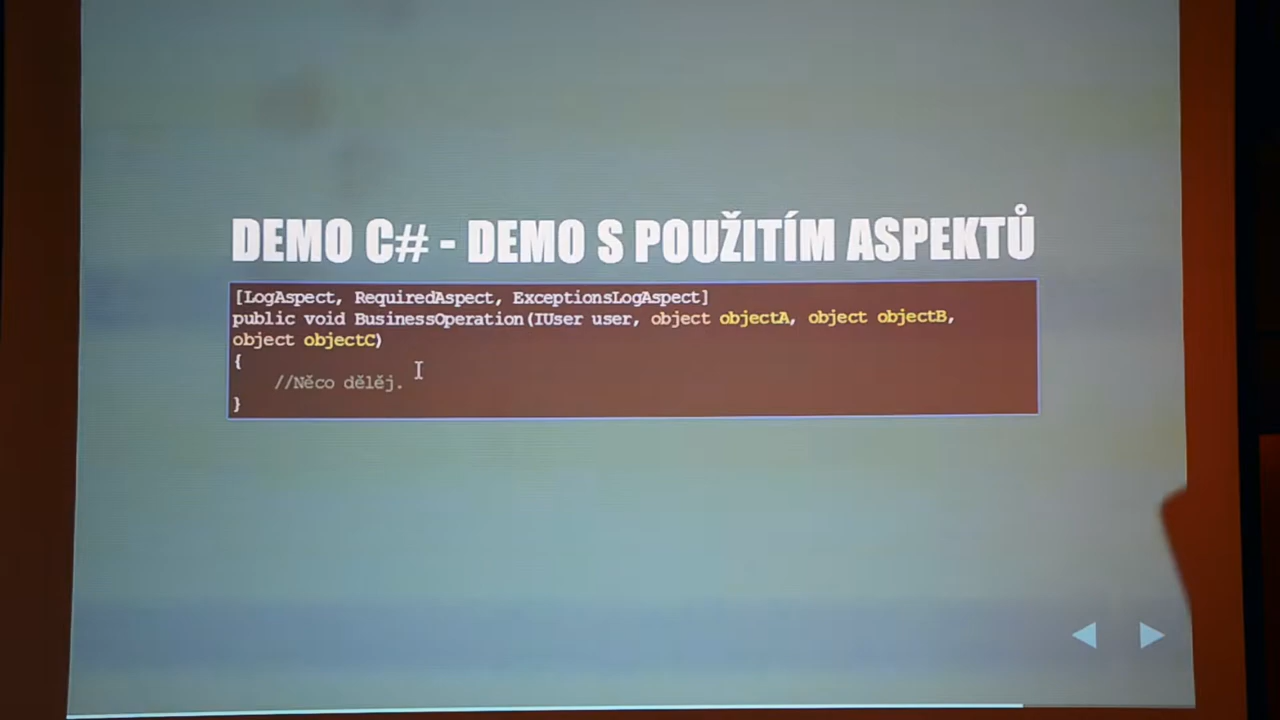 DEMO C# - DEMO S POUŽITÍM ASPEKTŮ
[LogAspect, RequiredAspect, ExceptionsLogAspect]
public void BusinessOperation(IUser user, object objectA, object objectB,
object objectC)
{
//Něco děléj.
}